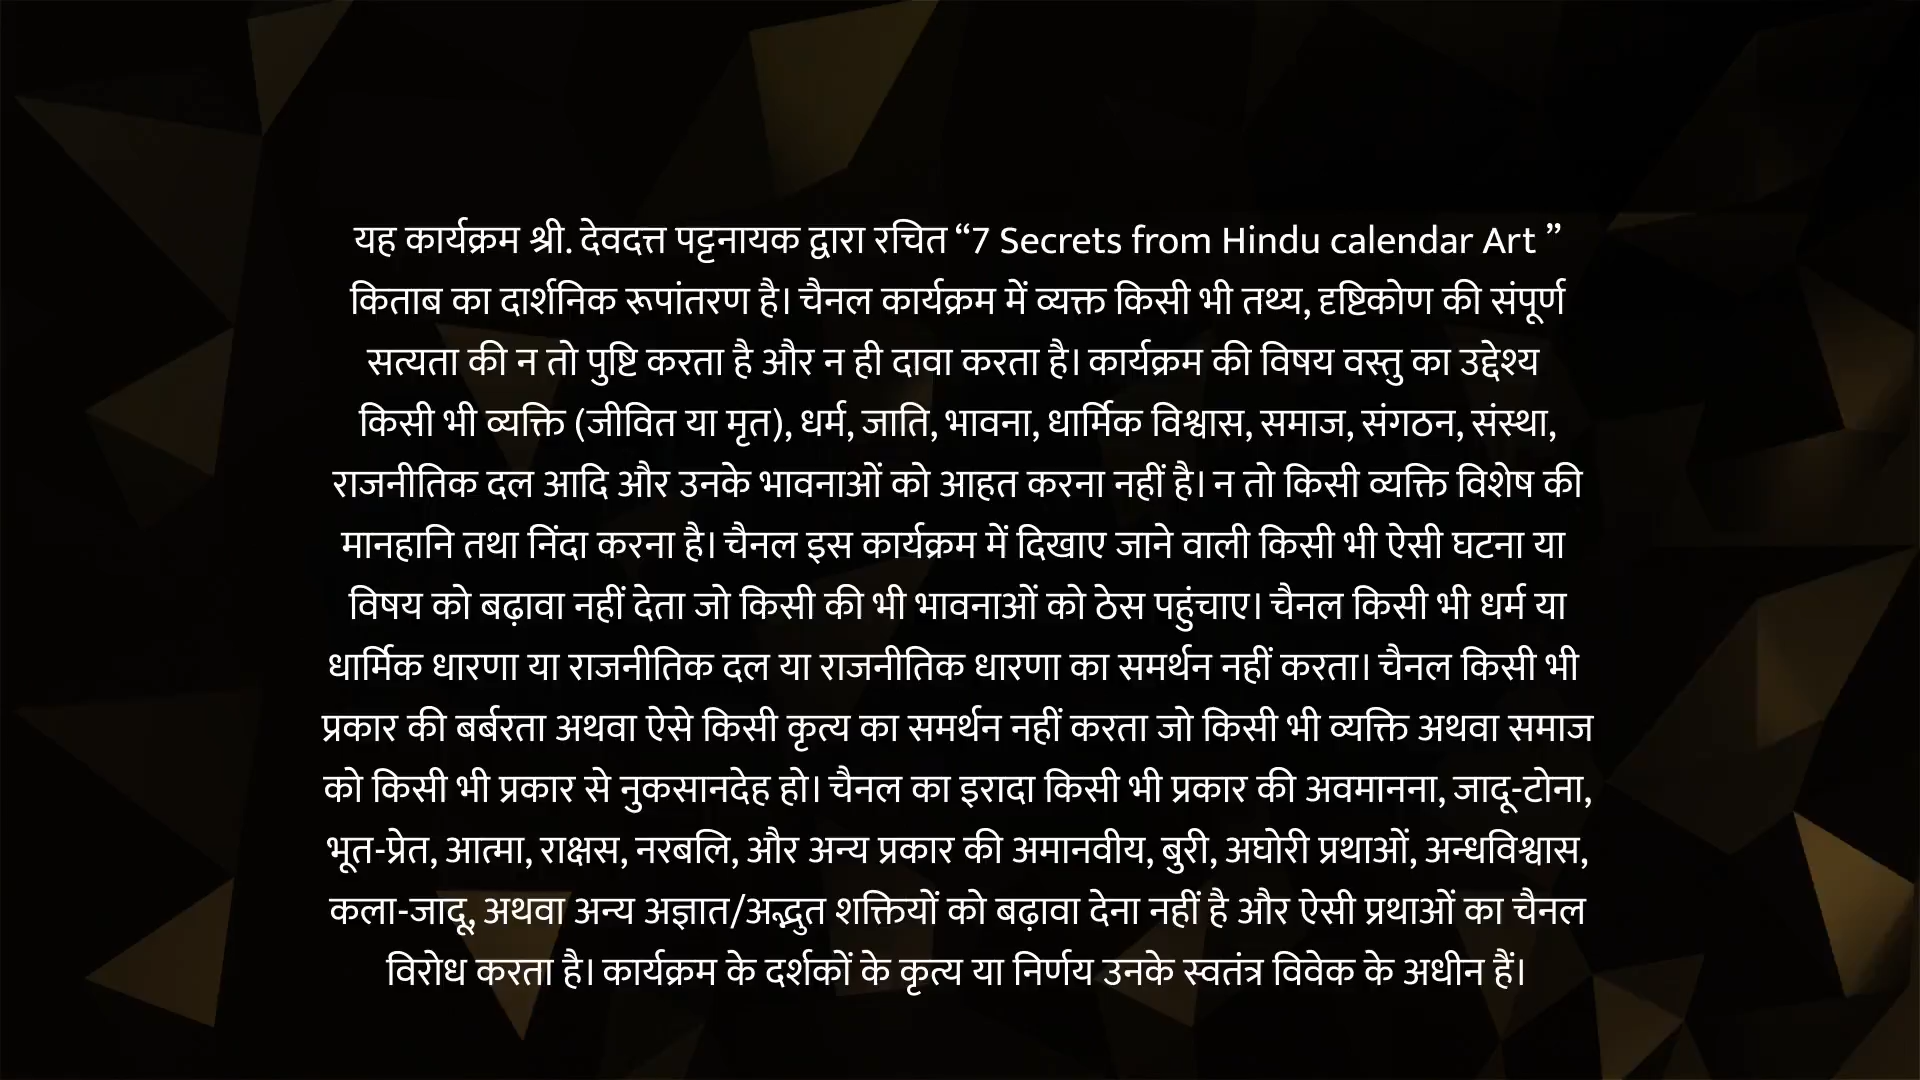 यह कार्यक्रम श्री. देवदत्त पट्टनायक द्वारा रचित “7 Secrets from Hindu calendar Art ”
किताब का दार्शनिक रूपांतरण है। चैनल कार्यक्रम में व्यक्त किसी भी तथ्य, दृष्टिकोण की संपूर्ण
सत्यता की न तो पुष्टि करता है और न ही दावा करता है। कार्यक्रम की विषय वस्तु का उद्देश्य
किसी भी व्यक्ति (जीवित या मृत), धर्म, जाति, भावना, धार्मिक विश्वास, समाज, संगठन, संस्था,
राजनीतिक दल आदि और उनके भावनाओं को आहत करना नहीं है। न तो किसी व्यक्ति विशेष की
मानहानि तथा निंदा करना है। चैनल इस कार्यक्रम में दिखाए जाने वाली किसी भी ऐसी घटना या
विषय को बढ़ावा नहीं देता जो किसी की भी भावनाओं को ठेस पहुंचाए। चैनल किसी भी धर्म या
धार्मिक धारणा या राजनीतिक दल या राजनीतिक धारणा का समर्थन नहीं करता। चैनल किसी भी
प्रकार की बर्बरता अथवा ऐसे किसी कृत्य का समर्थन नहीं करता जो किसी भी व्यक्ति अथवा समाज
को किसी भी प्रकार से नुकसानदेह हो। चैनल का इरादा किसी भी प्रकार की अवमानना, जादू-टोना,
भूत-प्रेत, आत्मा, राक्षस, नरबलि, और अन्य प्रकार की अमानवीय, बुरी, अघोरी प्रथाओं, अन्धविश्वास,
कला-जादू, अथवा अन्य अज्ञात/अद्भुत शक्तियों को बढ़ावा देना नहीं है और ऐसी प्रथाओं का चैनल
विरोध करता है। कार्यक्रम के दर्शकों के कृत्य या निर्णय उनके स्वतंत्र विवेक के अधीन हैं।